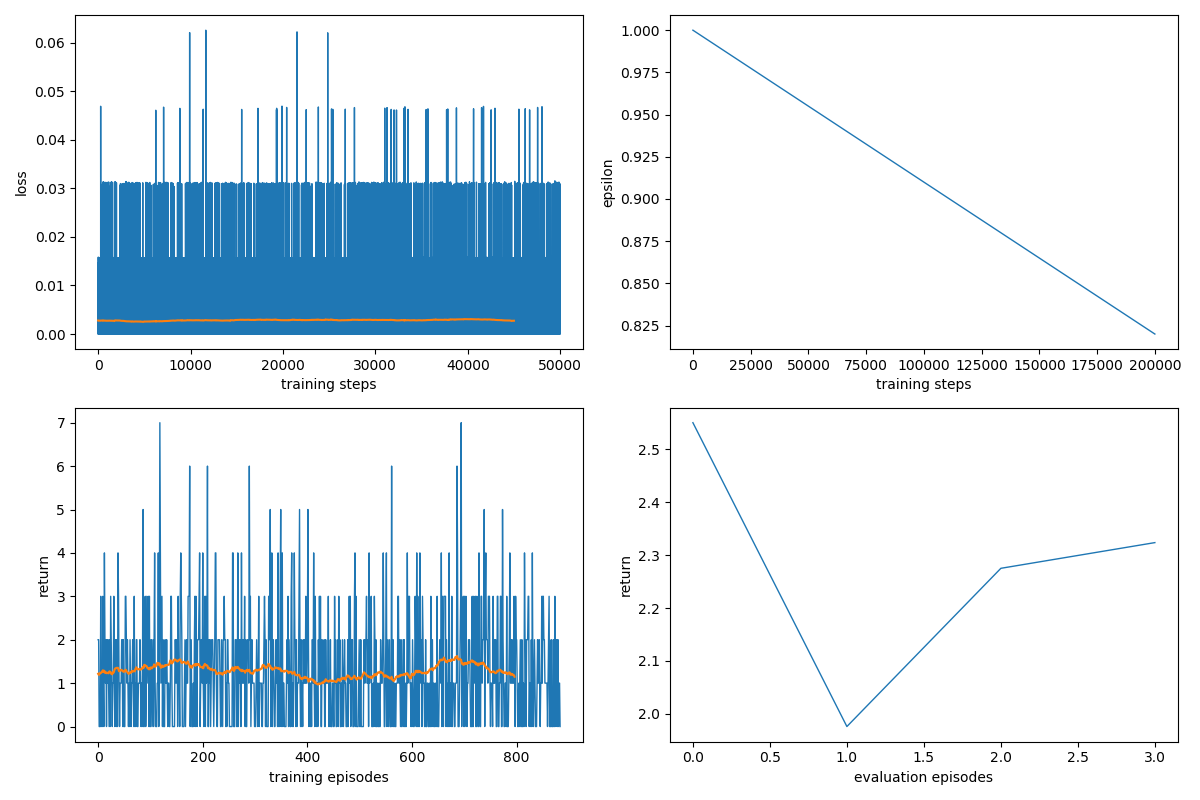 0.06
0.05
0.04
0.03
0.02
0.01
0.00
loss
0 10000 20000 30000 40000 50000
training steps
1.000
0.975
0.950
0.925
0.900
0.875
0.850
0.825
epsilon
0 25000 50000 75000 100000 125000 150000 175000 200000
training steps
7
6
5
4
3
2
1
0
return
0 200 400 600 800
training episodes
2.5
2.4
2.3
2.2
2.1
2.0
return
0.0 0.5 1.0 1.5 2.0 2.5 3.0
evaluation episodes